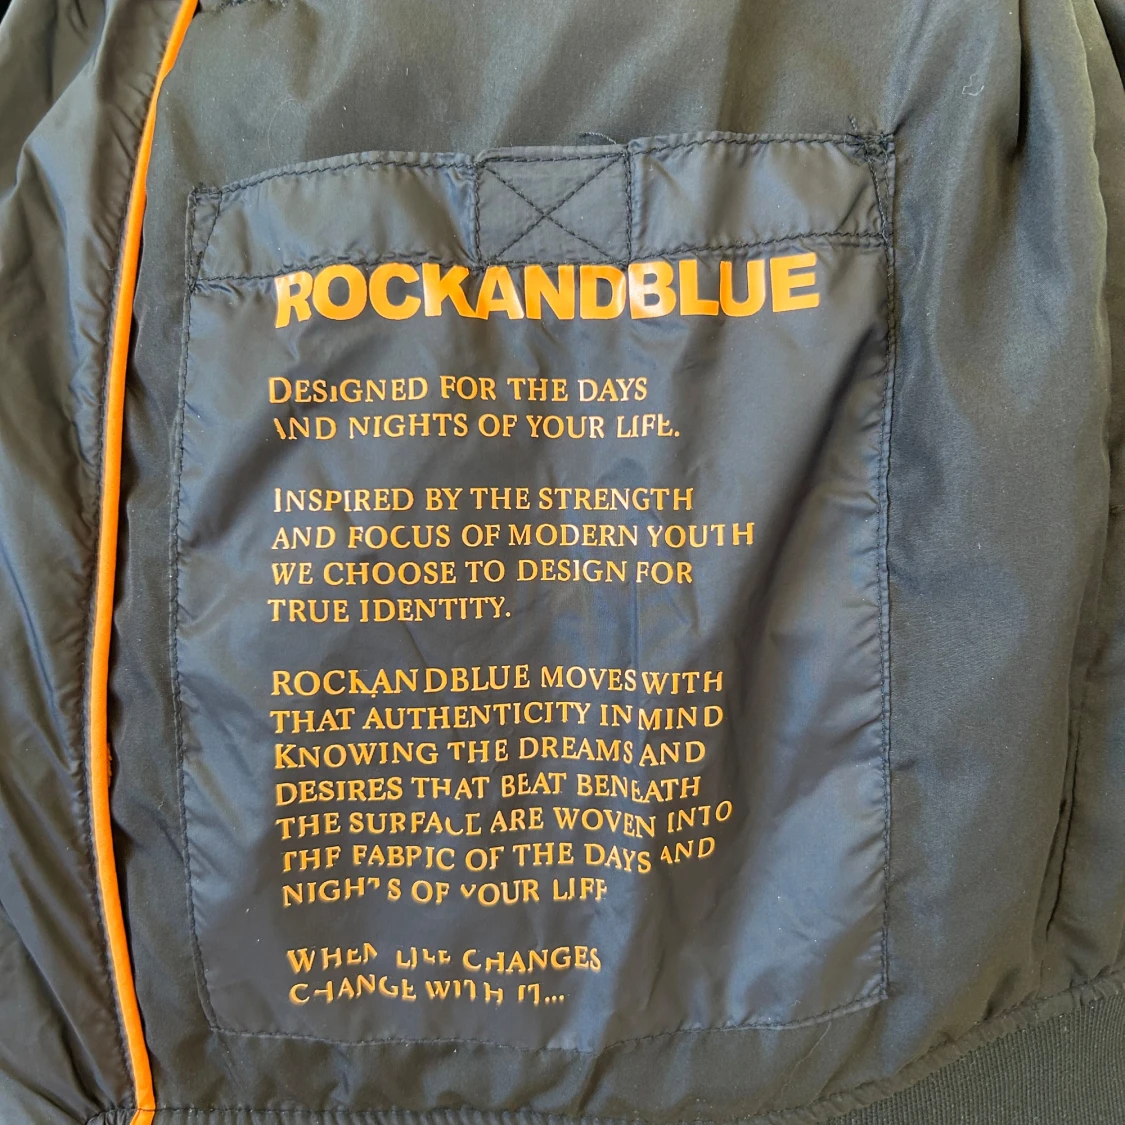 ROCKANDBLUE
DESIGNED FOR THE DAYS
AND NIGHTS OF YOUR LIFE.
INSPIRED BY THE STRENGTH
AND FOCUS OF MODERN YOUTH
WE CHOOSE TO DESIGN FOR
TRUE IDENTITY.
ROCKANDBLUE MOVES WITH
THAT AUTHENTICITY IN MIND
KNOWING THE DREAMS AND
DESIRES THAT BEAT BENEATH
THE SURFACE ARE WOVEN INTO
THE FABRIC OF THE DAYS AND
NIGHTS OF YOUR LIFE
WHEN LIFE CHANGES
CHANGE WITH IT...